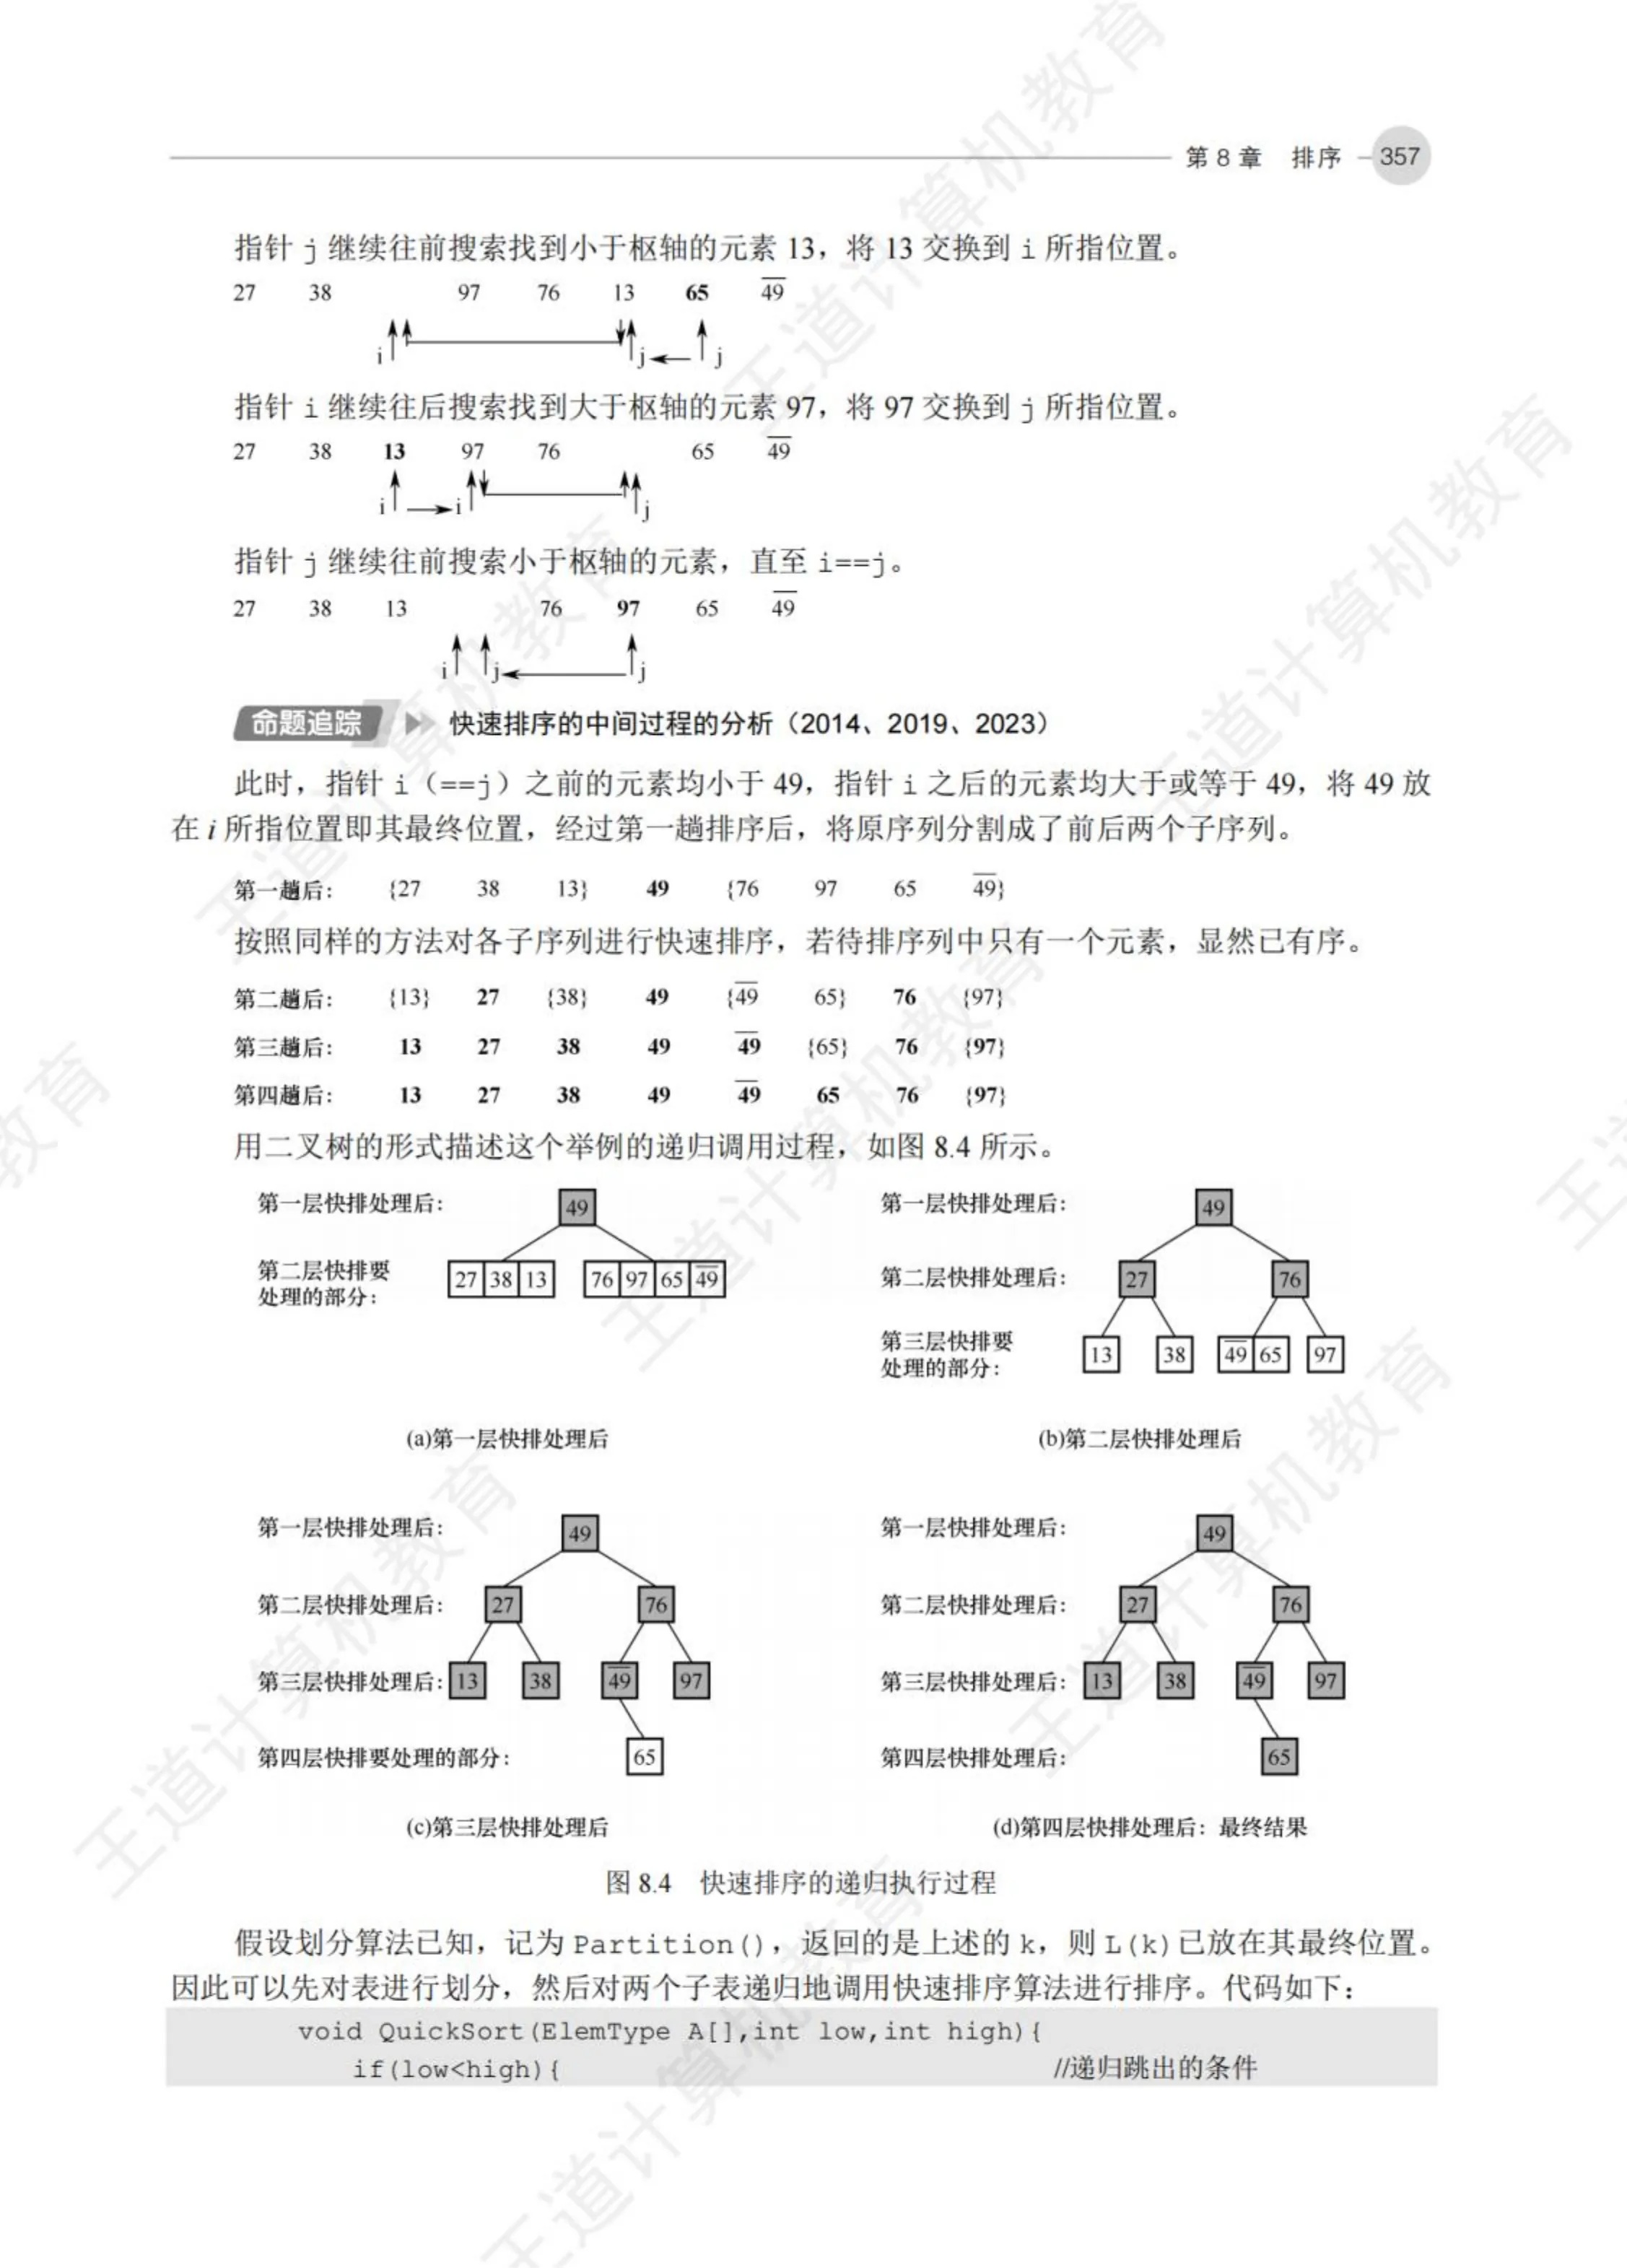 第 8 章 排序 357
指针 j 继续往前搜索找到小于枢轴的元素 13，将 13 交换到 i 所指位置。
27 38 97 76 13 65 4̅9̅
i j j
指针 i 继续往后搜索找到大于枢轴的元素 97，将 97 交换到 j 所指位置。
27 38 13 97 76 65 4̅9̅
i i j
指针 j 继续往前搜索小于枢轴的元素，直至 i==j。
27 38 13 76 97 65 4̅9̅
i j j
命题追踪 快速排序的中间过程的分析（2014、2019、2023）
此时，指针 i（==j）之前的元素均小于 49，指针 i 之后的元素均大于或等于 49，将 49 放
在 i 所指位置即其最终位置，经过第一趟排序后，将原序列分割成了前后两个子序列。
第一趟后： {27 38 13} 49 {76 97 65 4̅9̅}
按照同样的方法对各子序列进行快速排序，若待排序列中只有一个元素，显然已有序。
第二趟后： {13} 27 {38} 49 {4̅9̅ 65} 76 {97}
第三趟后： 13 27 38 49 4̅9̅ {65} 76 {97}
第四趟后： 13 27 38 49 4̅9̅ 65 76 {97}
用二叉树的形式描述这个举例的递归调用过程，如图 8.4 所示。
第一层快排处理后： 49
第二层快排要
处理的部分： 27 38 13 76 97 65 4̅9̅
(a)第一层快排处理后
第一层快排处理后： 49
第二层快排处理后： 27 76
第三层快排要
处理的部分： 13 38 4̅9̅ 65 97
(b)第二层快排处理后
第一层快排处理后： 49
第二层快排处理后： 27 76
第三层快排处理后： 13 38 4̅9̅ 97
第四层快排要处理的部分： 65
(c)第三层快排处理后
第一层快排处理后： 49
第二层快排处理后： 27 76
第三层快排处理后： 13 38 4̅9̅ 97
第四层快排处理后： 65
(d)第四层快排处理后：最终结果
图 8.4 快速排序的递归执行过程
假设划分算法已知，记为 Partition()，返回的是上述的 k，则 L(k)已放在其最终位置。
因此可以先对表进行划分，然后对两个子表递归地调用快速排序算法进行排序。代码如下：
void QuickSort(ElemType A[],int low,int high){
if(low<high){ //递归跳出的条件
王道计算机教育